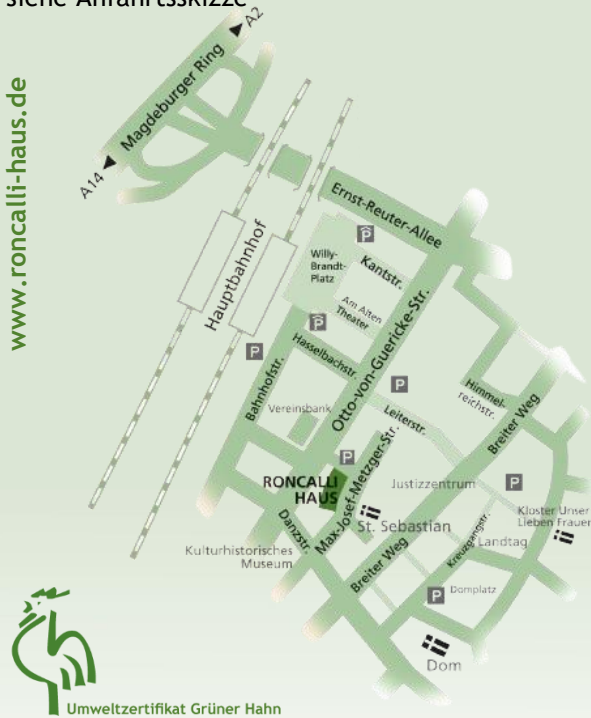 siehe Anfahrtsskizze
www.roncalli-haus.de
A2
Magdeburger Ring
A14
Hauptbahnhof
Ernst-Reuter-Allee
P
Willy-
Brandt-
Platz
Kantstr.
Am Alten
Theater
P
P
Hasselbachstr.
Otto-von-Guericke-Str.
Bahnhofstr.
P
Himmel-
reichstr.
Vereinsbank
Leiterstr.
Breiter Weg
P
RONCALLI
HAUS
Max-Josef-Metzger-Str.
Justizzentrum
P
Danzstr.
St. Sebastian
Kloster Unser
Lieben Frauen
Kreuzgangstr.
Landtag
Kulturhistorisches
Museum
Breiter Weg
P
Domplatz
Dom
Umweltzertifikat Grüner Hahn